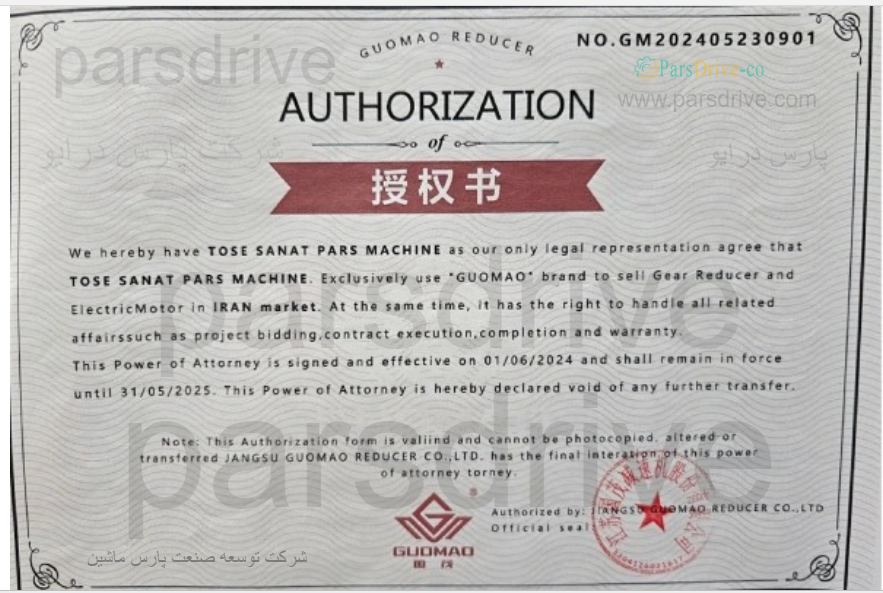 GUOMAO REDUCER
NO.GM202405230901
parsdrive
ParsDrive-co
www.parsdrive.com
AUTHORIZATION
of
شرکت پارس درایو
پارس درایو
授权书
We hereby have TOSE SANAT PARS MACHINE as our only legal representation agree that
TOSE SANAT PARS MACHINE. Exclusively use "GUOMAO" brand to sell Gear Reducer and
ElectricMotor in IRAN market. At the same time, it has the right to handle all related
affairssuch as project bidding,contract execution,completion and warranty.
This Power of Attorney is signed and effective on 01/06/2024 and shall remain in force
until 31/05/2025. This Power of Attorney is hereby declared void of any further transfer.
parsdrive
parsdrive
Note: This Authorization form is valiind and cannot be photocopied, altered or
transferred JANGSU GUOMAO REDUCER CO.,LTD. has the final interation of this power
of attorney torney.
Authorized by: JIANGSU GUOMAO REDUCER CO.,LTD
Official seal
®
GUOMAO
国茂
شرکت توسعه صنعت پارس ماشین